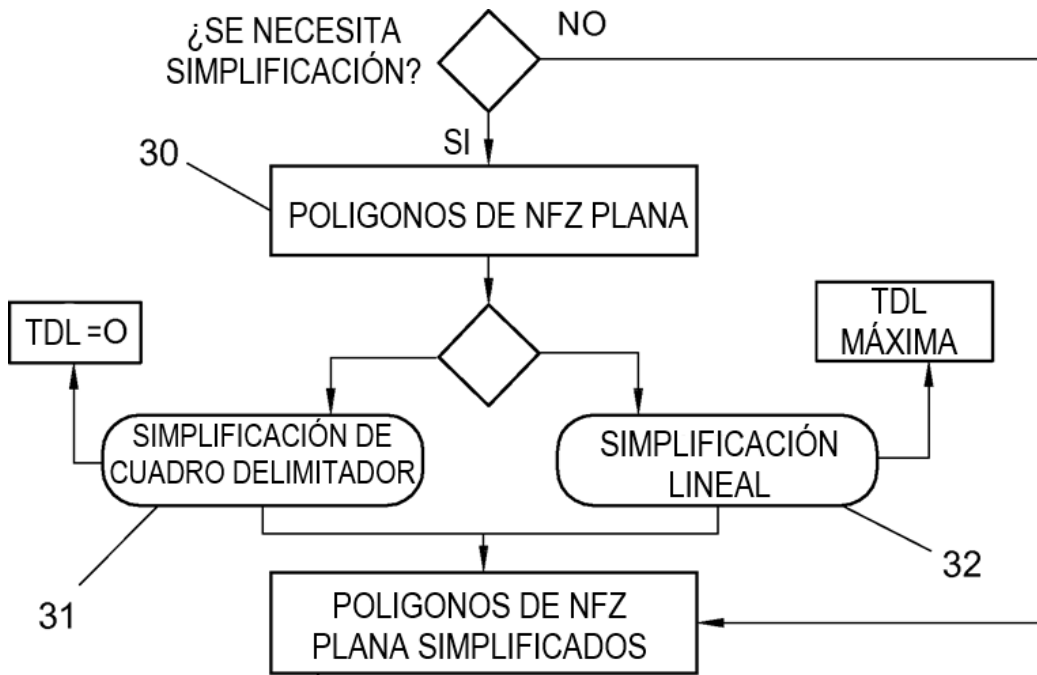 ¿SE NECESITA
SIMPLIFICACIÓN?
NO
SI
30
POLIGONOS DE NFZ PLANA
TDL =O
TDL
MÁXIMA
SIMPLIFICACIÓN DE
CUADRO DELIMITADOR
SIMPLIFICACIÓN
LINEAL
31
32
POLIGONOS DE NFZ
PLANA SIMPLIFICADOS